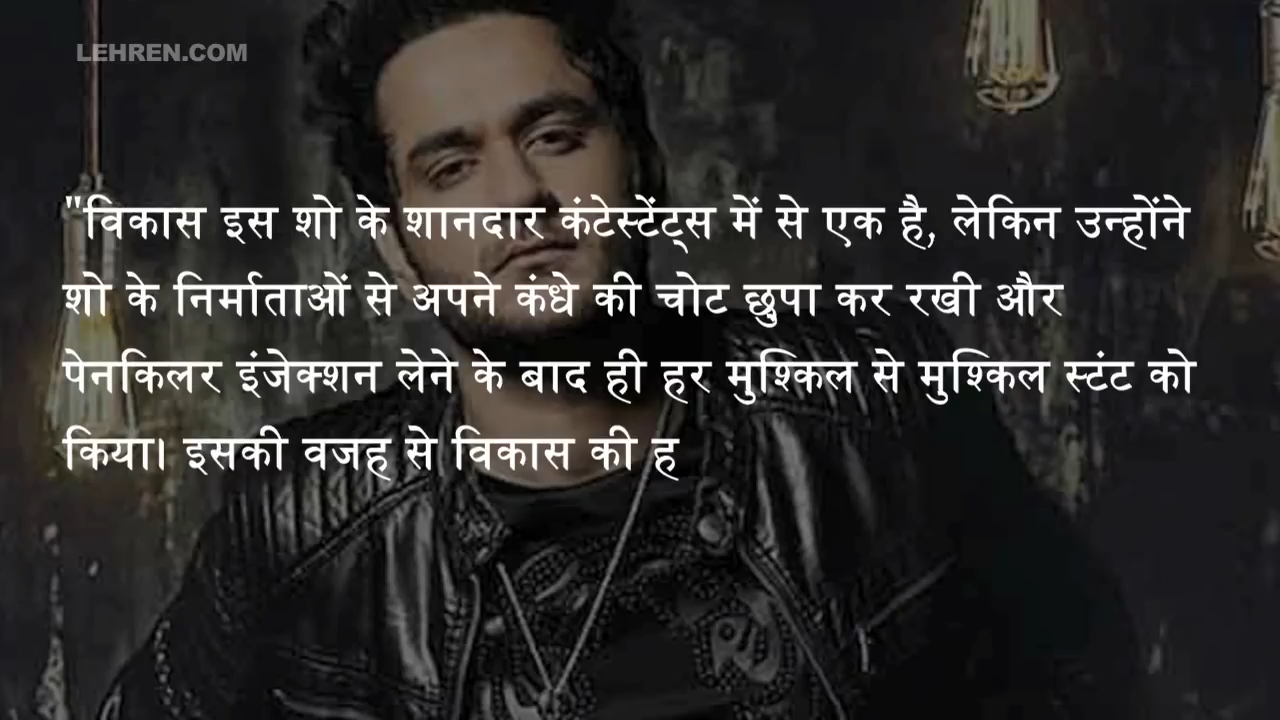 LEHREN.COM
"विकास इस शो के शानदार कंटेस्टेंट्स में से एक है, लेकिन उन्होंने
शो के निर्माताओं से अपने कंधे की चोट छुपा कर रखी और
पेनकिलर इंजेक्शन लेने के बाद ही हर मुश्किल से मुश्किल स्टंट को
किया। इसकी वजह से विकास की ह